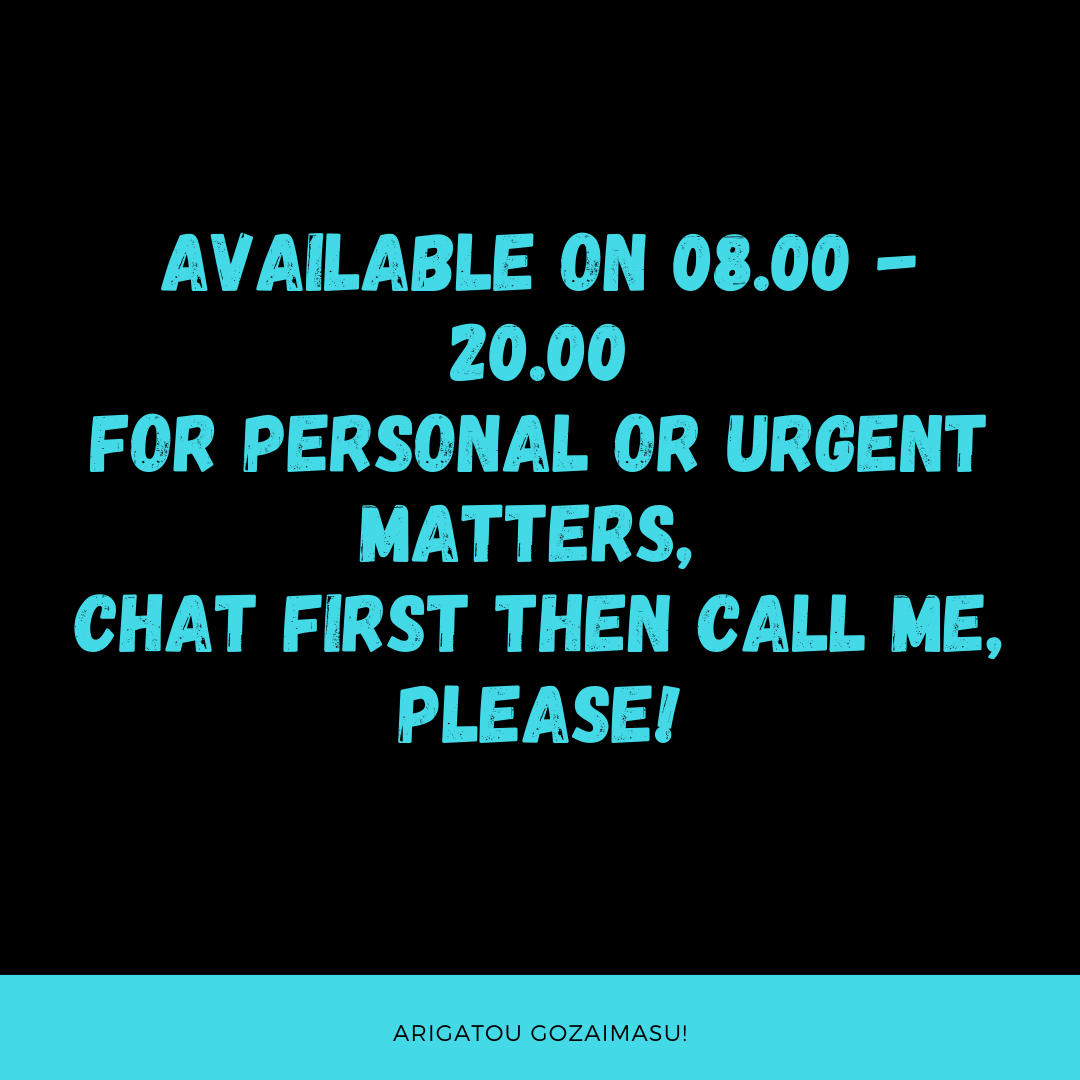 AVAILABLE ON 08.00 –
20.00
FOR PERSONAL OR URGENT
MATTERS,
CHAT FIRST THEN CALL ME,
PLEASE!
ARIGATOU GOZAIMASU!